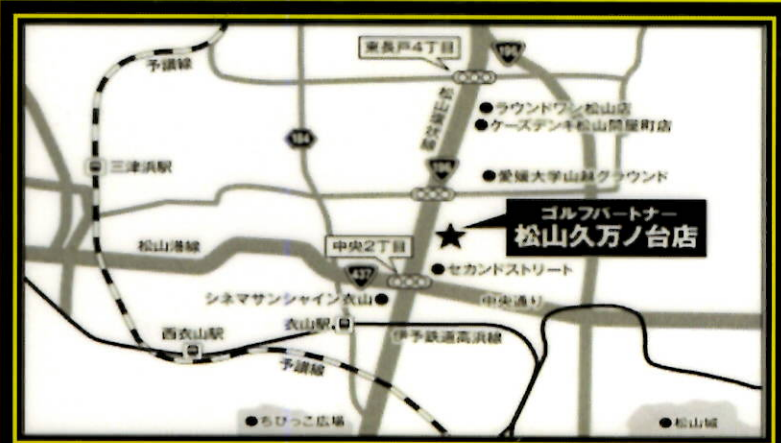 東長戸4丁目
196
予讃線
松山環状線
ラウンドワン松山店
ケーズデンキ松山問屋町店
184
196
三津浜駅
愛媛大学山越グラウンド
ゴルフパートナー
松山久万ノ台店
松山港線
中央2丁目
437
セカンドストリート
シネマサンシャイン衣山
中央通り
衣山駅
西衣山駅
伊予鉄道高浜線
予讃線
ちびっこ広場
松山城